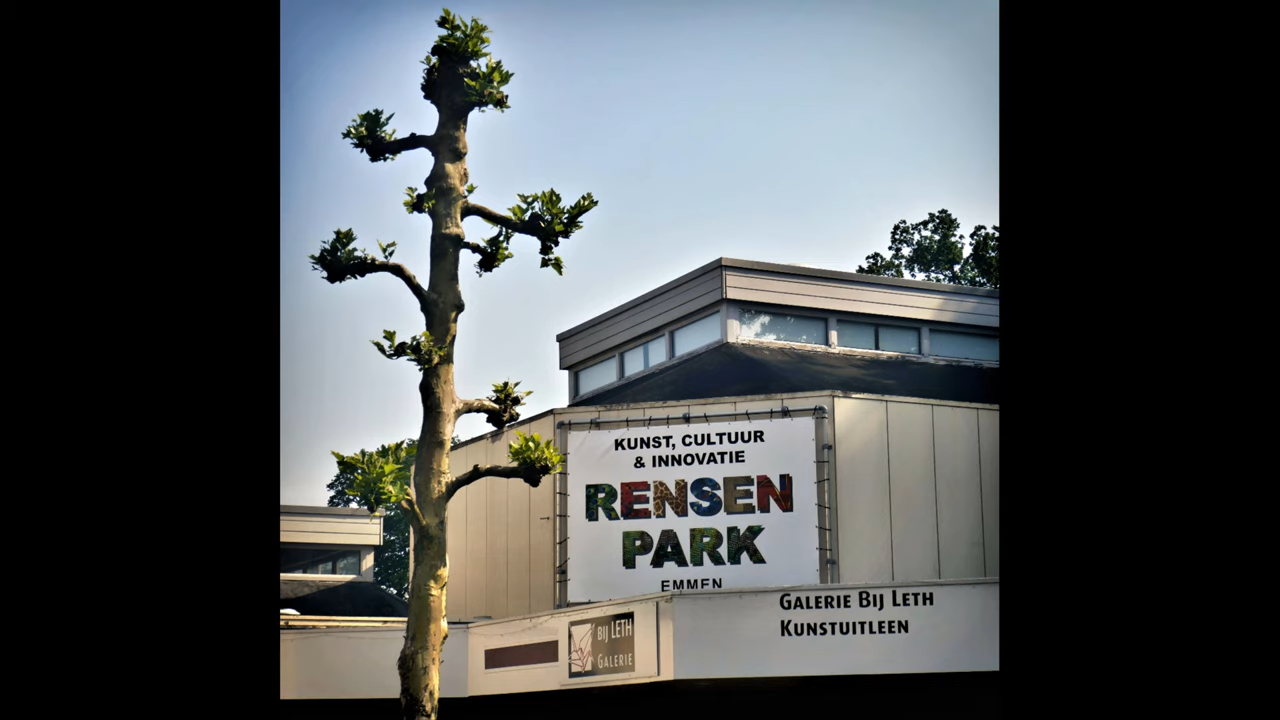 KUNST, CULTUUR
& INNOVATIE
RENSEN
PARK
EMMEN
GALERIE BIJ LETH
KUNSTUITLEEN
BIJ LETH
GALERIE